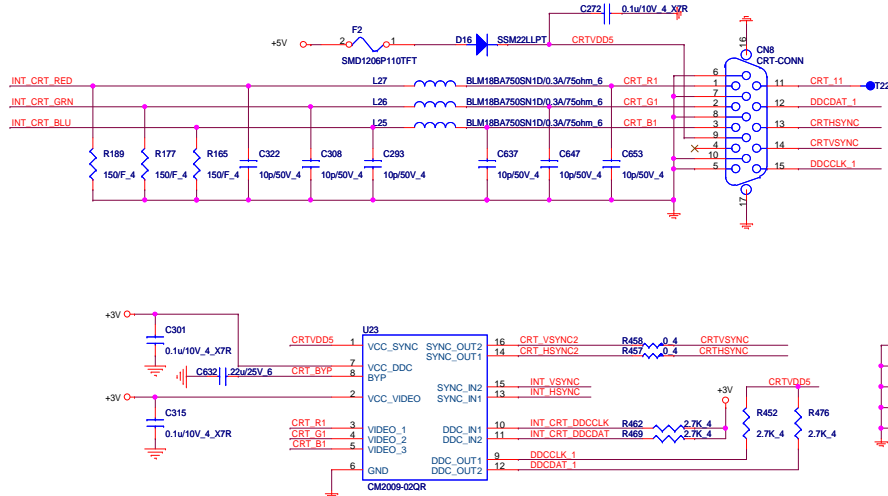 C272 0.1u/10V_4_X7R
F2 D16 SSM22LLPT CN8
+5V 2 1 CRTVDD5 16 CRT-CONN
SMD1206P110TFT
6
INT_CRT_RED L27 BLM18BA750SN1D/0.3A/75ohm_6 CRT_R1 1 11 CRT_11 T22
7
INT_CRT_GRN L26 BLM18BA750SN1D/0.3A/75ohm_6 CRT_G1 2 12 DDCDAT_1
8
INT_CRT_BLU L25 BLM18BA750SN1D/0.3A/75ohm_6 CRT_B1 3 13 CRTHSYNC
9
4 14 CRTVSYNC
R189 R177 R165 C322 C308 C293 C637 C647 C653 10
150/F_4 150/F_4 150/F_4 10p/50V_4 10p/50V_4 10p/50V_4 10p/50V_4 10p/50V_4 10p/50V_4 5 15 DDCCLK_1
17
+3V
C301 U23
0.1u/10V_4_X7R CRTVDD5 1 VCC_SYNC SYNC_OUT2 16 CRT_VSYNC2 R458 0_4 CRTVSYNC
SYNC_OUT1 14 CRT_HSYNC2 R457 0_4 CRTHSYNC
7 VCC_DDC
C632 .22u/25V_6 CRT_BYP 8 BYP
SYNC_IN2 15 INT_VSYNC
+3V 2 VCC_VIDEO SYNC_IN1 13 INT_HSYNC
+3V CRTVDD5
C315 R452 R476
0.1u/10V_4_X7R CRT_R1 3 VIDEO_1 DDC_IN1 10 INT_CRT_DDCCLK R462 2.7K_4
CRT_G1 4 VIDEO_2 DDC_IN2 11 INT_CRT_DDCDAT R469 2.7K_4 2.7K_4 2.7K_4
CRT_B1 5 VIDEO_3
DDC_OUT1 9 DDCCLK_1
6 GND DDC_OUT2 12 DDCDAT_1
CM2009-02QR